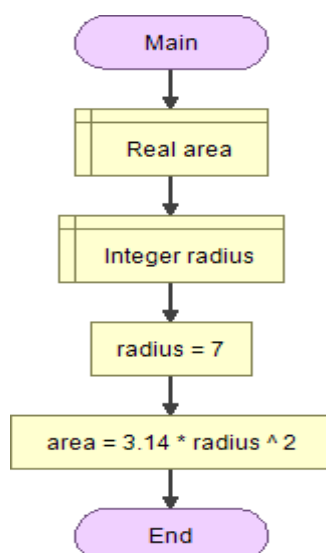 Main
Real area
Integer radius
radius = 7
area = 3.14 * radius ^ 2
End